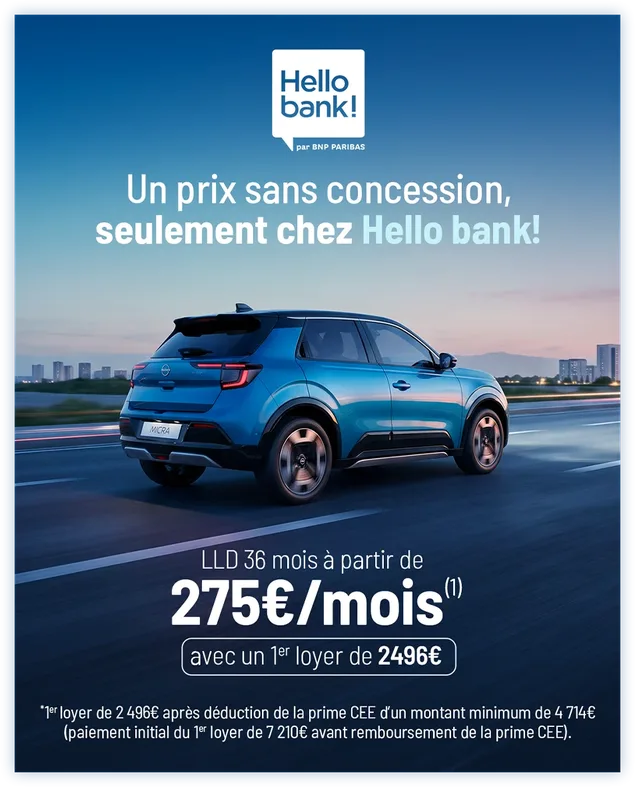 Hello
bank!
par BNP PARIBAS
Un prix sans concession,
seulement chez Hello bank!
MICRA
LLD 36 mois à partir de
275€/mois(1)
avec un 1er loyer de 2496€
*1er loyer de 2 496€ après déduction de la prime CEE d'un montant minimum de 4 714€
(paiement initial du 1er loyer de 7 210€ avant remboursement de la prime CEE).